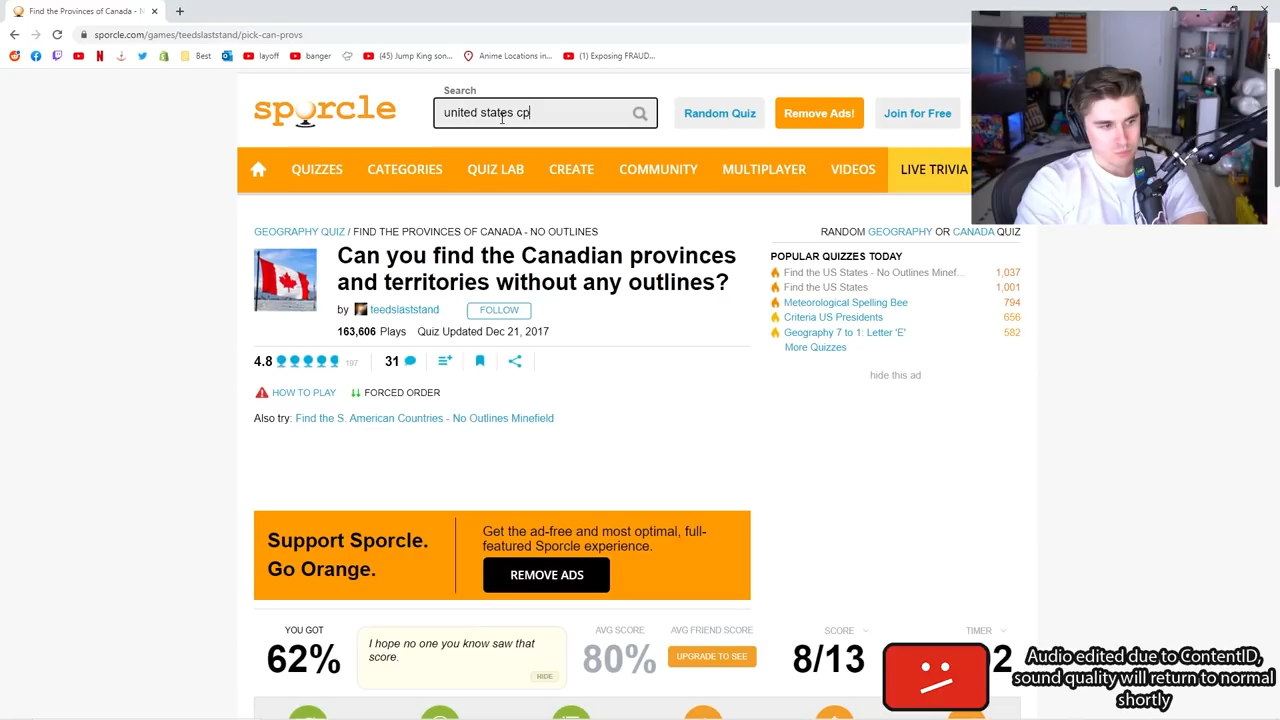 Find the Provinces of Canada -
sporcle.com/games/teedslaststand/pick-can-provs
Best layoff banger (45) Jump King son... Anime Locations in... (1) Exposing FRAUD...
sporcle
Search
united states cp
Random Quiz
Remove Ads!
Join for Free
QUIZZES CATEGORIES QUIZ LAB CREATE COMMUNITY MULTIPLAYER VIDEOS LIVE TRIVIA
GEOGRAPHY QUIZ / FIND THE PROVINCES OF CANADA - NO OUTLINES
Can you find the Canadian provinces
and territories without any outlines?
by teedslaststand FOLLOW
163,606 Plays Quiz Updated Dec 21, 2017
4.8 197 31
HOW TO PLAY FORCED ORDER
Also try: Find the S. American Countries - No Outlines Minefield
RANDOM GEOGRAPHY OR CANADA QUIZ
POPULAR QUIZZES TODAY
Find the US States - No Outlines Minef... 1,037
Find the US States 1,001
Meteorological Spelling Bee 794
Criteria US Presidents 656
Geography 7 to 1: Letter 'E' 582
More Quizzes
hide this ad
Support Sporcle.
Go Orange.
Get the ad-free and most optimal, full-
featured Sporcle experience.
REMOVE ADS
YOU GOT
62%
I hope no one you know saw that
score.
HIDE
AVG SCORE
80%
AVG FRIEND SCORE
UPGRADE TO SEE
SCORE
8/13
TIMER
2
Audio edited due to ContentID,
sound quality will return to normal
shortly